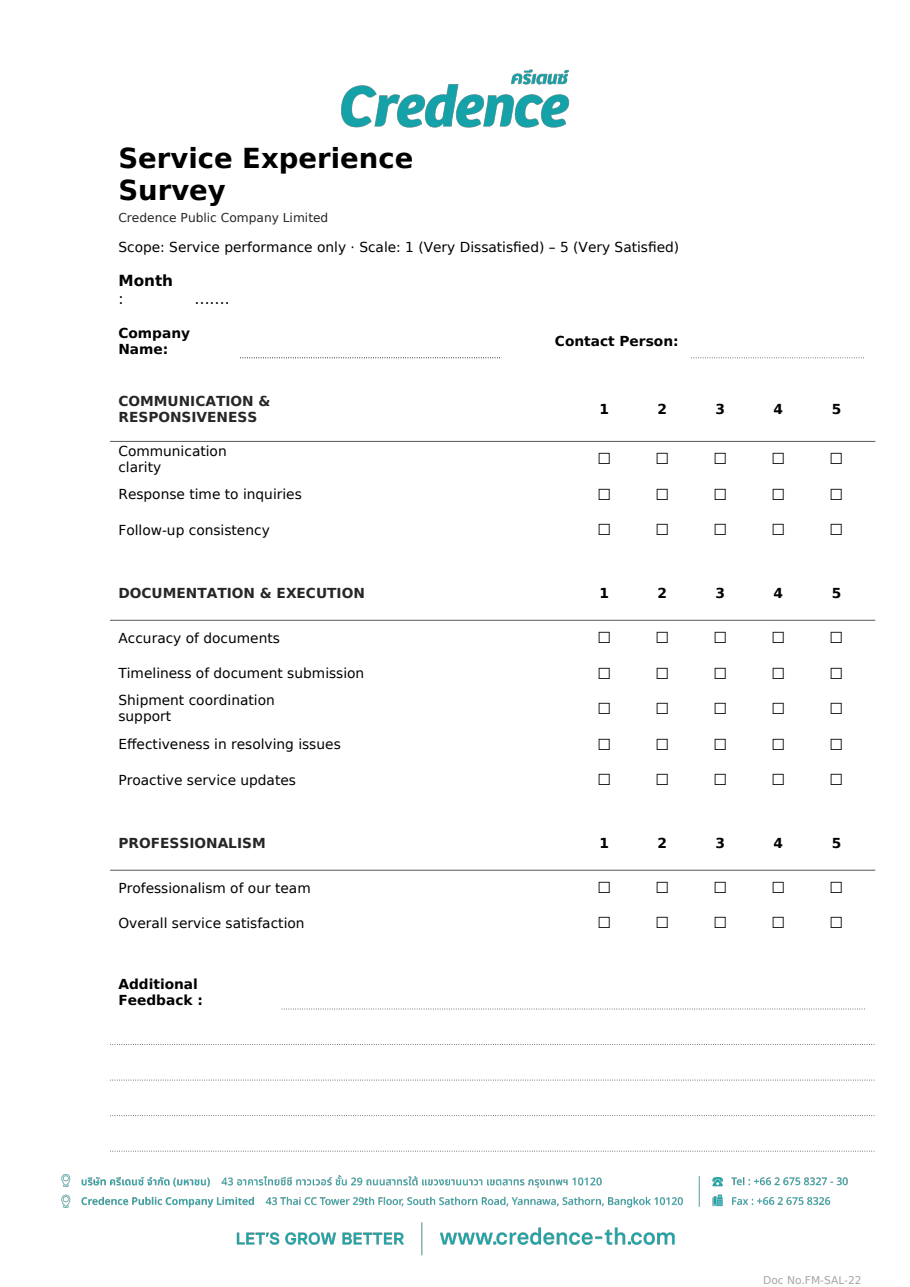 ครีเดนซ์
Credence
Service Experience
Survey
Credence Public Company Limited
Scope: Service performance only · Scale: 1 (Very Dissatisfied) – 5 (Very Satisfied)
Month
: .......
Company
Name:
Contact Person:
COMMUNICATION &
RESPONSIVENESS
1 2 3 4 5
Communication
clarity
☐ ☐ ☐ ☐ ☐
Response time to inquiries ☐ ☐ ☐ ☐ ☐
Follow-up consistency ☐ ☐ ☐ ☐ ☐
DOCUMENTATION & EXECUTION 1 2 3 4 5
Accuracy of documents ☐ ☐ ☐ ☐ ☐
Timeliness of document submission ☐ ☐ ☐ ☐ ☐
Shipment coordination
support
☐ ☐ ☐ ☐ ☐
Effectiveness in resolving issues ☐ ☐ ☐ ☐ ☐
Proactive service updates ☐ ☐ ☐ ☐ ☐
PROFESSIONALISM 1 2 3 4 5
Professionalism of our team ☐ ☐ ☐ ☐ ☐
Overall service satisfaction ☐ ☐ ☐ ☐ ☐
Additional
Feedback :
บริษัท ครีเดนซ์ จำกัด (มหาชน) 43 อาคารไทยซีซี ทาวเวอร์ ชั้น 29 ถนนสาทรใต้ แขวงยานนาวา เขตสาทร กรุงเทพฯ 10120 Tel : +66 2 675 8327 - 30
Credence Public Company Limited 43 Thai CC Tower 29th Floor, South Sathorn Road, Yannawa, Sathorn, Bangkok 10120 Fax : +66 2 675 8326
LET'S GROW BETTER www.credence-th.com
Doc No.FM-SAL-22